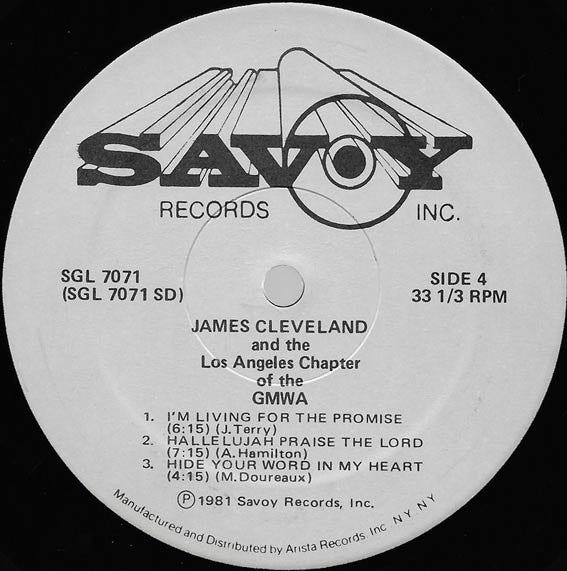 SAVOY
RECORDS INC.
SGL 7071
(SGL 7071 SD)
SIDE 4
33 1/3 RPM
JAMES CLEVELAND
and the
Los Angeles Chapter
of the
GMWA
1. I'M LIVING FOR THE PROMISE
(6:15) (J.Terry)
2. HALLELUJAH PRAISE THE LORD
(7:15) (A.Hamilton)
3. HIDE YOUR WORD IN MY HEART
(4:15) (M.Doureaux)
Ⓟ1981 Savoy Records, Inc.
Manufactured and Distributed by Arista Records Inc NY NY